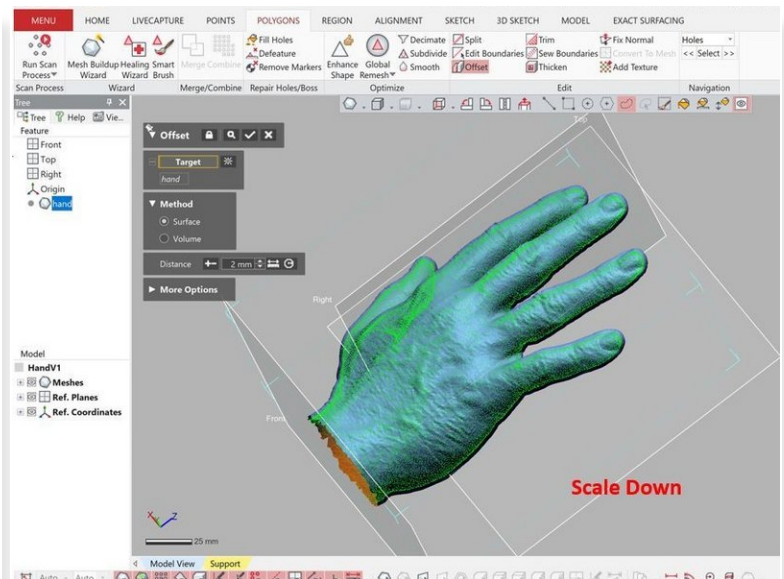 MENU HOME LIVECAPTURE POINTS POLYGONS REGION ALIGNMENT SKETCH 3D SKETCH MODEL EXACT SURFACING
Run Scan Process
Mesh Buildup Wizard
Healing Wizard
Smart Brush
Merge
Combine
Fill Holes
Defeature
Remove Markers
Enhance Shape
Global Remesh
Decimate
Subdivide
Smooth
Split
Edit Boundaries
Offset
Trim
Sew Boundaries
Thicken
Fix Normal
Convert To Mesh
Add Texture
Holes
<< Select >>
Scan Process Wizard Merge/Combine Repair Holes/Boss Optimize Edit Navigation
Tree
Tree Help Vie...
Feature
Front
Top
Right
Origin
hand
Offset
Target
hand
Method
Surface
Volume
Distance 2 mm
More Options
Top
Right
Front
Model
HandV1
Meshes
Ref. Planes
Ref. Coordinates
Scale Down
X Z
25 mm
Model View Support
Auto Auto